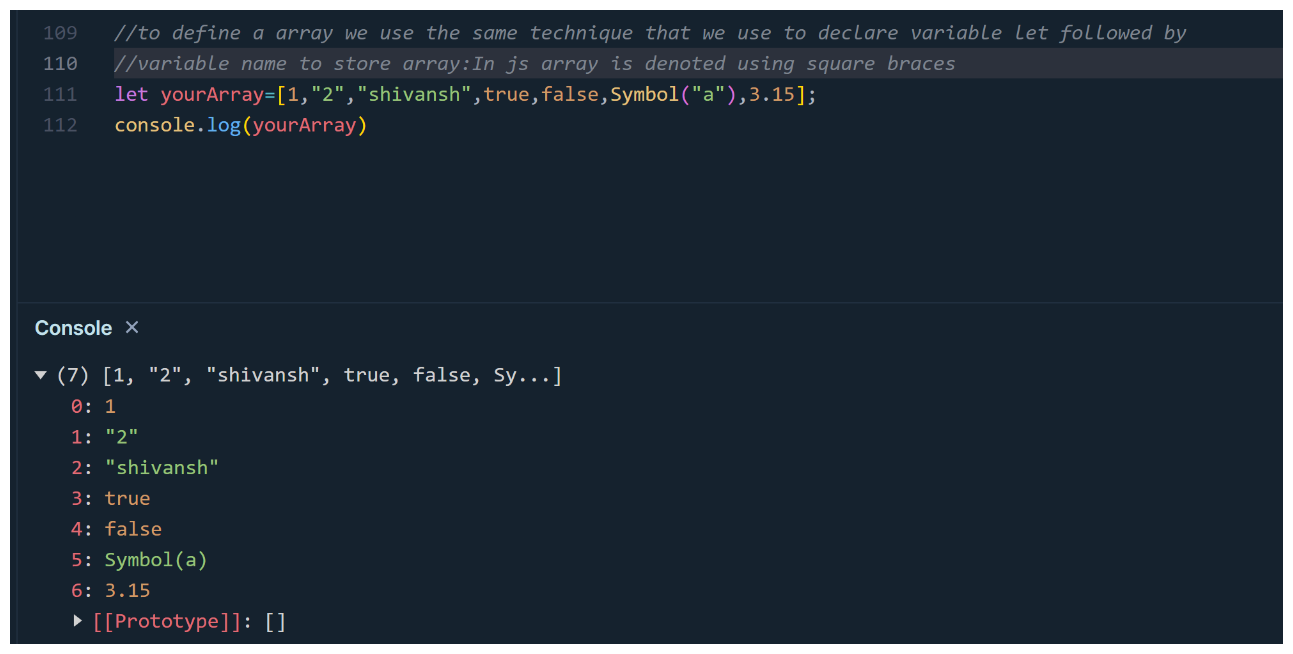 109 //to define a array we use the same technique that we use to declare variable let followed by
110 //variable name to store array:In js array is denoted using square braces
111 let yourArray=[1,"2","shivansh",true,false,Symbol("a"),3.15];
112 console.log(yourArray)
Console ✕
▼ (7) [1, "2", "shivansh", true, false, Sy...]
0: 1
1: "2"
2: "shivansh"
3: true
4: false
5: Symbol(a)
6: 3.15
▶ [[Prototype]]: []